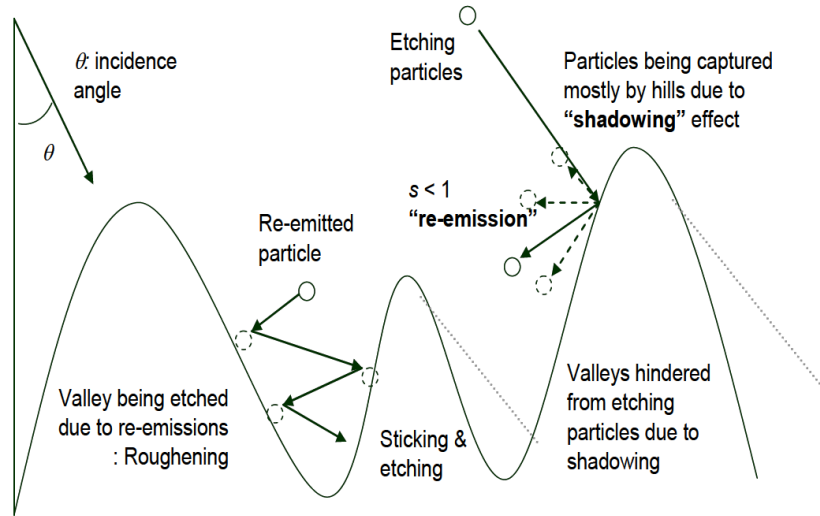 θ: incidence
angle
θ
Etching
particles
Particles being captured
mostly by hills due to
“shadowing” effect
s < 1
“re-emission”
Re-emitted
particle
Valley being etched
due to re-emissions
: Roughening
Sticking &
etching
Valleys hindered
from etching
particles due to
shadowing